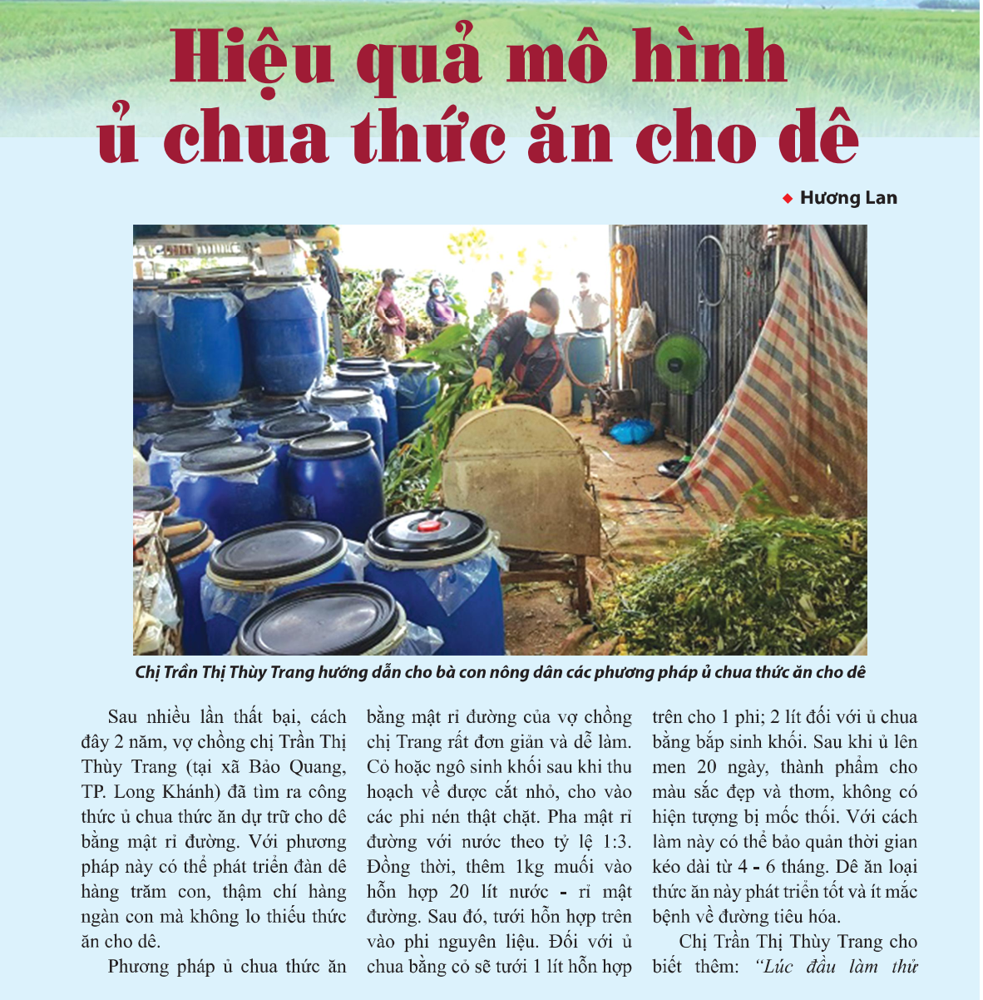 Hiệu quả mô hình
ủ chua thức ăn cho dê
◆ Hương Lan
Chị Trần Thị Thùy Trang hướng dẫn cho bà con nông dân các phương pháp ủ chua thức ăn cho dê
Sau nhiều lần thất bại, cách
đây 2 năm, vợ chồng chị Trần Thị
Thùy Trang (tại xã Bảo Quang,
TP. Long Khánh) đã tìm ra công
thức ủ chua thức ăn dự trữ cho dê
bằng mật rỉ đường. Với phương
pháp này có thể phát triển đàn dê
hàng trăm con, thậm chí hàng
ngàn con mà không lo thiếu thức
ăn cho dê.
Phương pháp ủ chua thức ăn
bằng mật rỉ đường của vợ chồng
chị Trang rất đơn giản và dễ làm.
Cỏ hoặc ngô sinh khối sau khi thu
hoạch về được cắt nhỏ, cho vào
các phi nén thật chặt. Pha mật rỉ
đường với nước theo tỷ lệ 1:3.
Đồng thời, thêm 1kg muối vào
hỗn hợp 20 lít nước - rỉ mật
đường. Sau đó, tưới hỗn hợp trên
vào phi nguyên liệu. Đối với ủ
chua bằng cỏ sẽ tưới 1 lít hỗn hợp
trên cho 1 phi; 2 lít đối với ủ chua
bằng bắp sinh khối. Sau khi ủ lên
men 20 ngày, thành phẩm cho
màu sắc đẹp và thơm, không có
hiện tượng bị mốc thối. Với cách
làm này có thể bảo quản thời gian
kéo dài từ 4 - 6 tháng. Dê ăn loại
thức ăn này phát triển tốt và ít mắc
bệnh về đường tiêu hóa.
Chị Trần Thị Thùy Trang cho
biết thêm: “Lúc đầu làm thử